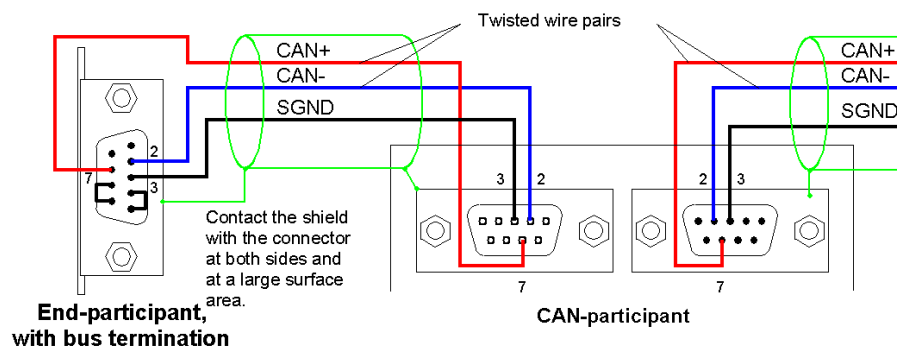 Twisted wire pairs
CAN+
CAN-
SGND
CAN+
CAN-
SGND
2
7
3
3
2
2
3
7
7
Contact the shield
with the connector
at both sides and
at a large surface
area.
End-participant,
with bus termination
CAN-participant